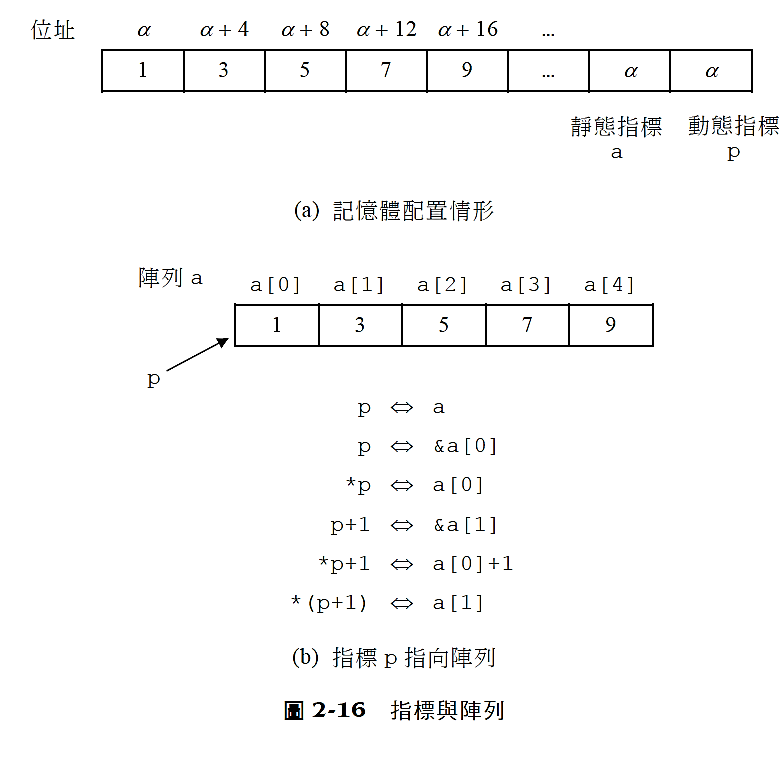 位址 α α + 4 α + 8 α + 12 α + 16 ...
1 3 5 7 9 ... α α
靜態指標 動態指標
a p
(a) 記憶體配置情形
陣列 a a[0] a[1] a[2] a[3] a[4]
1 3 5 7 9
p
p ⇔ a
p ⇔ &a[0]
*p ⇔ a[0]
p+1 ⇔ &a[1]
*p+1 ⇔ a[0]+1
*(p+1) ⇔ a[1]
(b) 指標 p 指向陣列
圖 2-16 指標與陣列